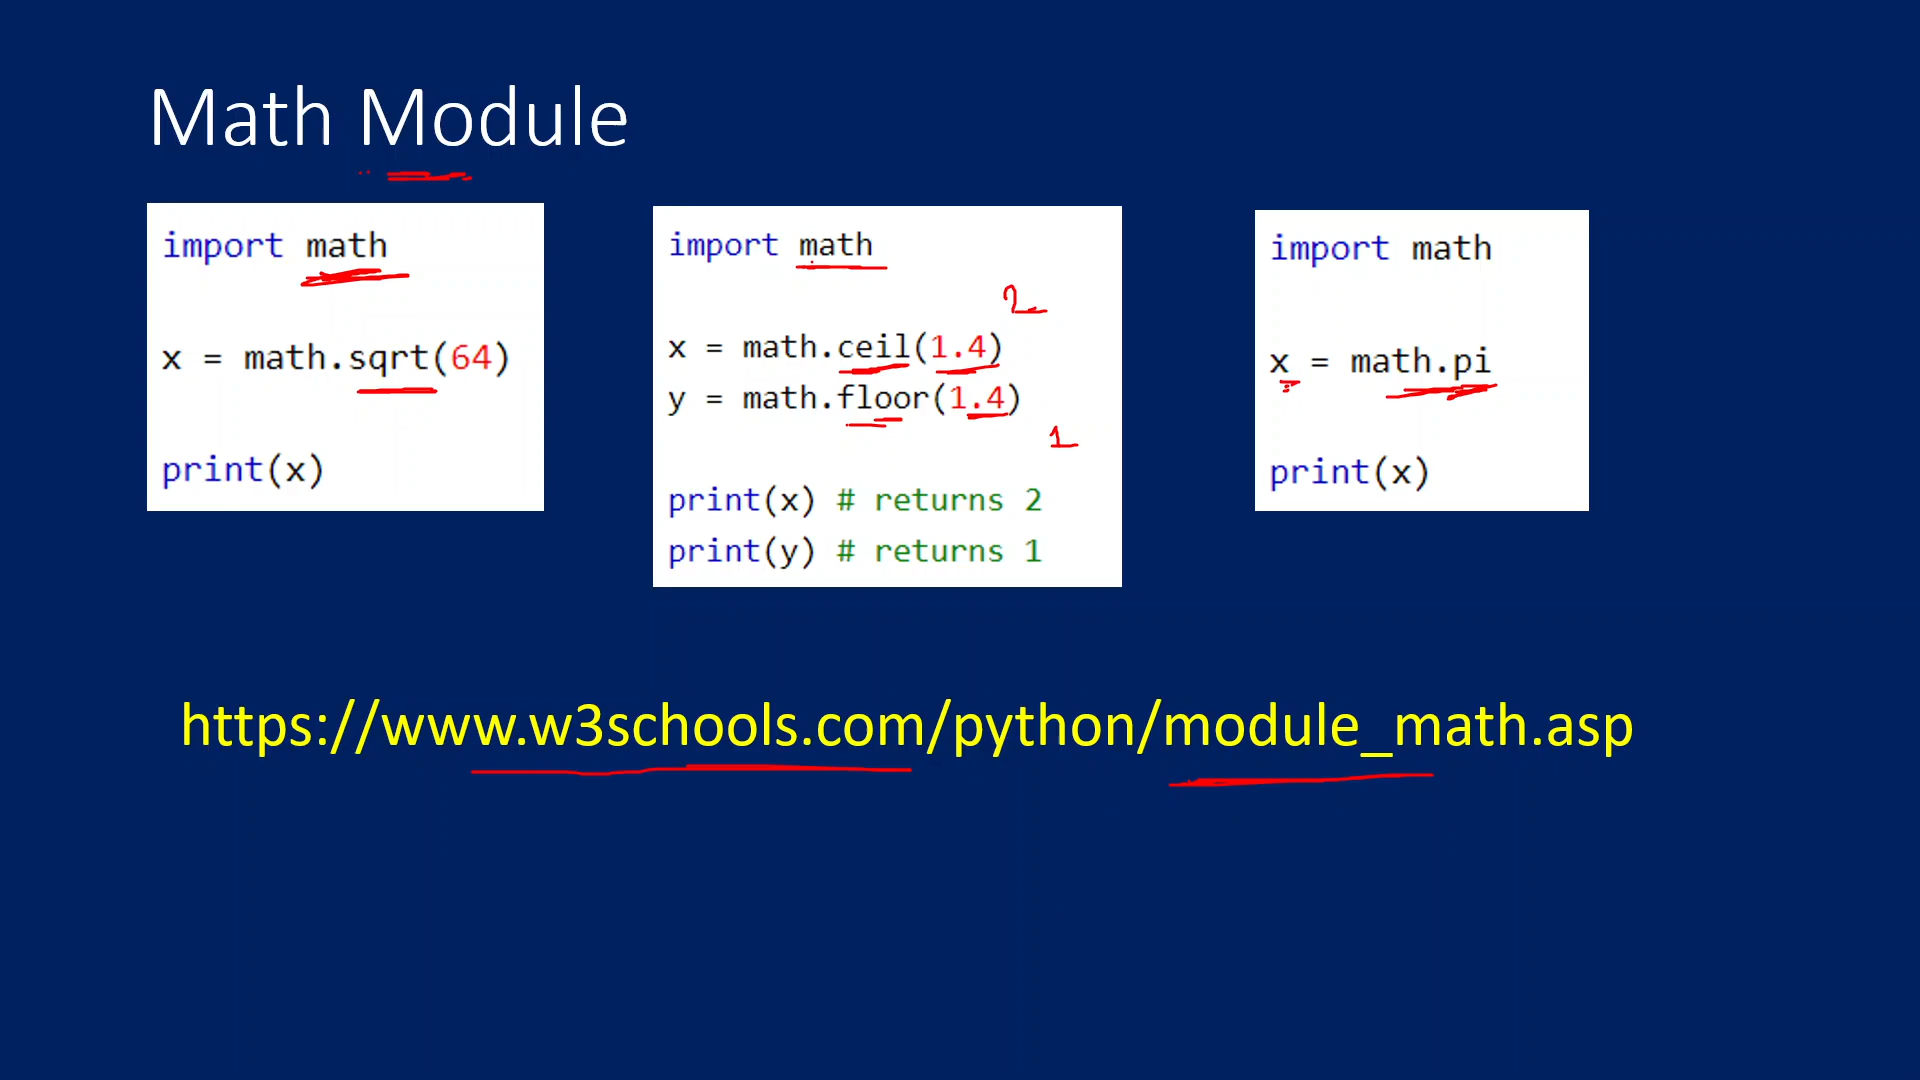 Math Module
import math
x = math.sqrt(64)
print(x)
import math
2
x = math.ceil(1.4)
y = math.floor(1.4)
1
print(x) # returns 2
print(y) # returns 1
import math
x = math.pi
print(x)
https://www.w3schools.com/python/module_math.asp